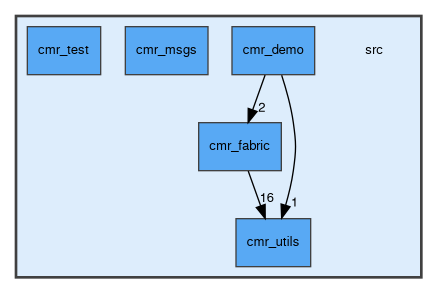 cmr_test
cmr_msgs
cmr_demo
src
2
cmr_fabric
16
1
cmr_utils